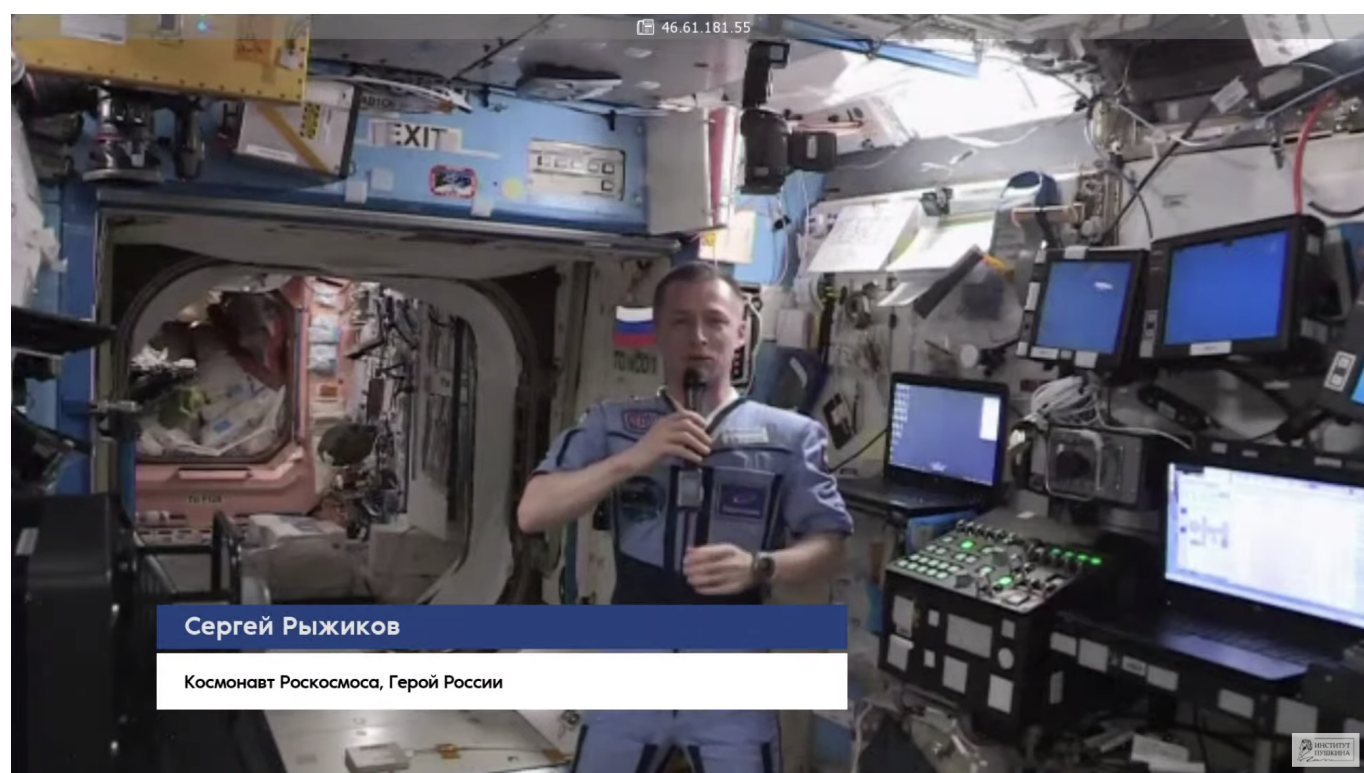 46.61.181.55
EXIT
Сергей Рыжиков
Космонавт Роскосмоса, Герой России
ИНСТИТУТ
ПУШКИНА